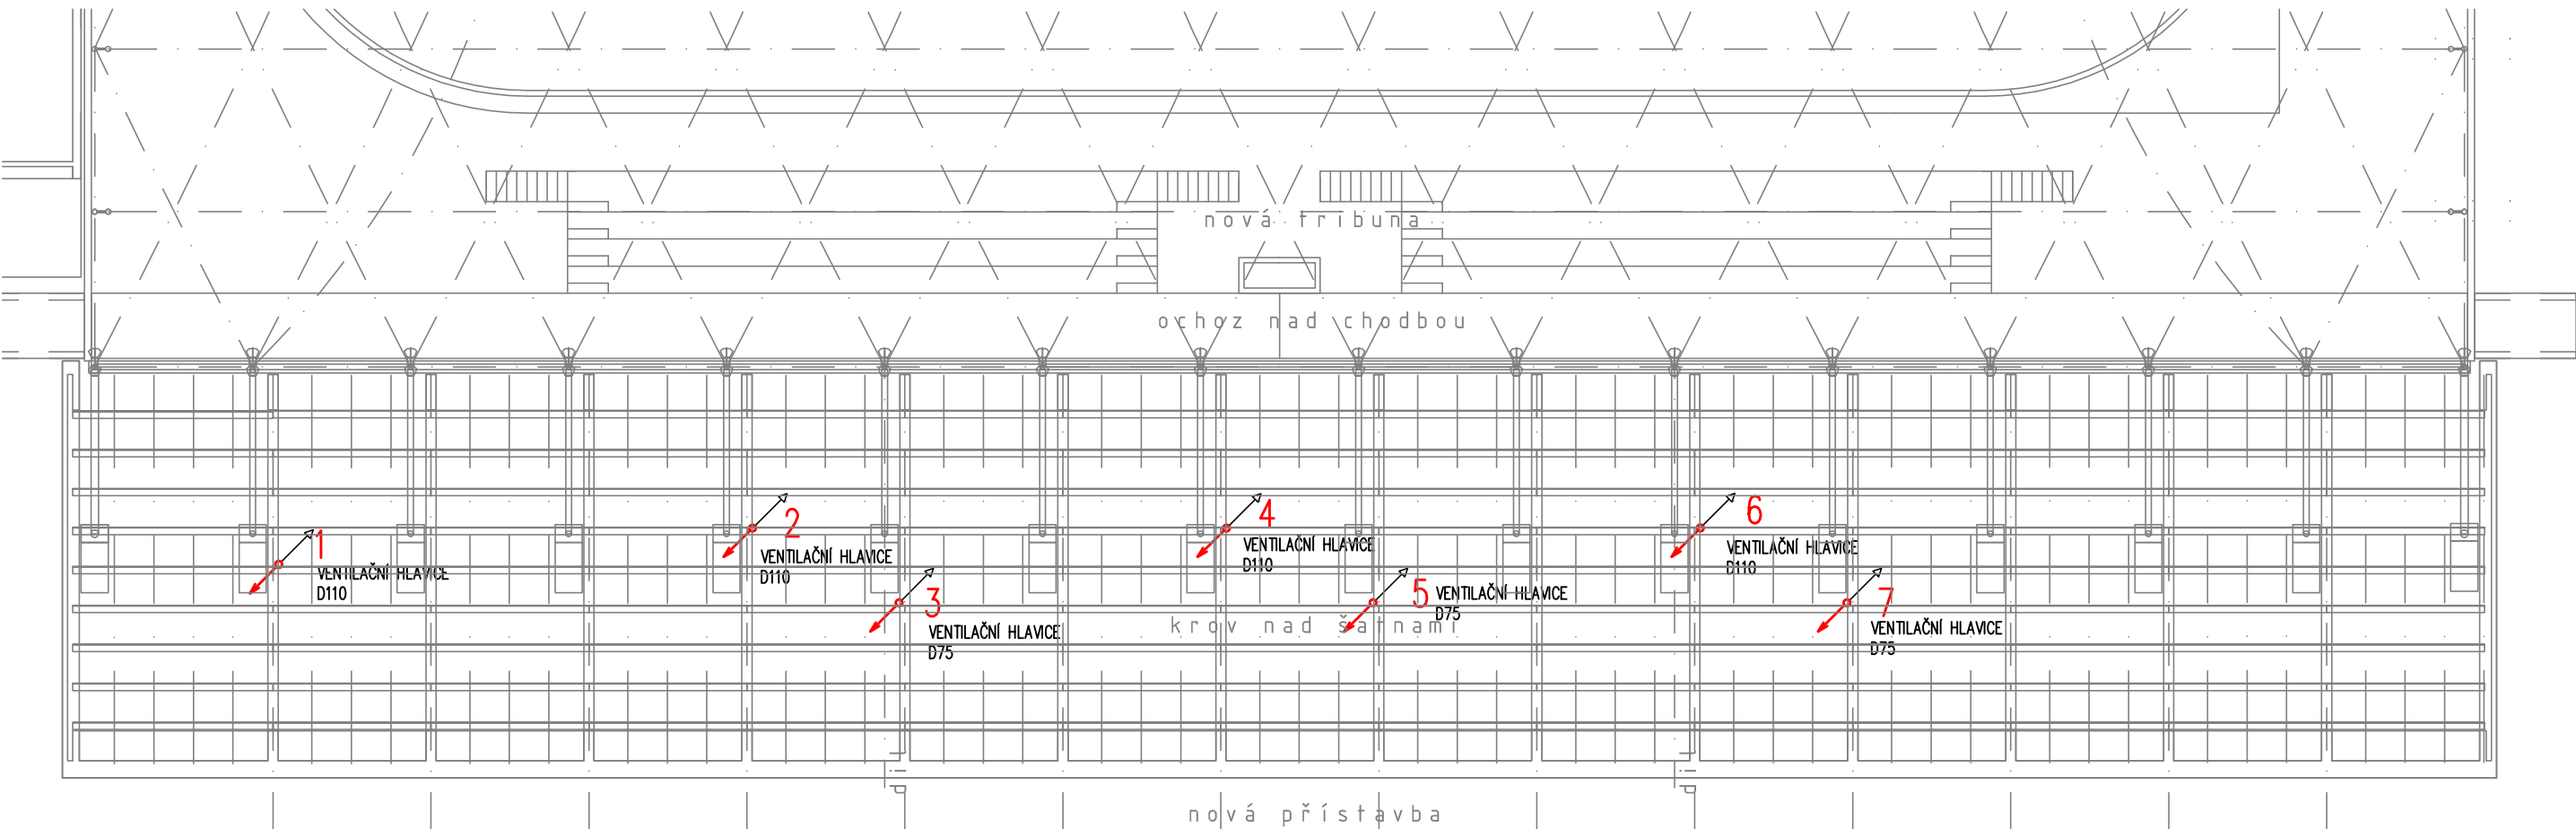 nová tribuna
ochoz nad chodbou
1
VENTILAČNÍ HLAVICE
D110
2
VENTILAČNÍ HLAVICE
D110
3
VENTILAČNÍ HLAVICE
D75
4
VENTILAČNÍ HLAVICE
D110
5
VENTILAČNÍ HLAVICE
D75
6
VENTILAČNÍ HLAVICE
D110
7
VENTILAČNÍ HLAVICE
D75
krov nad šatnami
nová přístavba